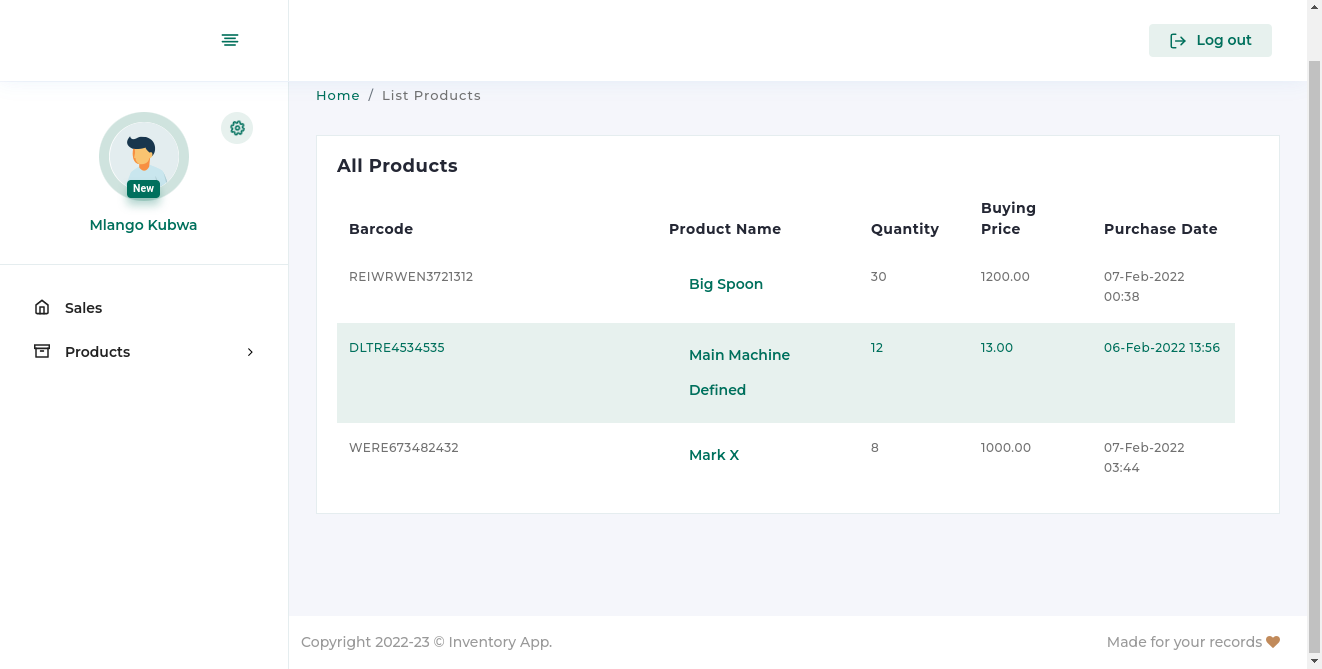 Log out
Home / List Products
New
Mlango Kubwa
Sales
Products
All Products
Barcode Product Name Quantity Buying Price Purchase Date
REIWRWEN3721312 Big Spoon 30 1200.00 07-Feb-2022 00:38
DLTRE4534535 Main Machine Defined 12 13.00 06-Feb-2022 13:56
WERE673482432 Mark X 8 1000.00 07-Feb-2022 03:44
Copyright 2022-23 © Inventory App. Made for your records